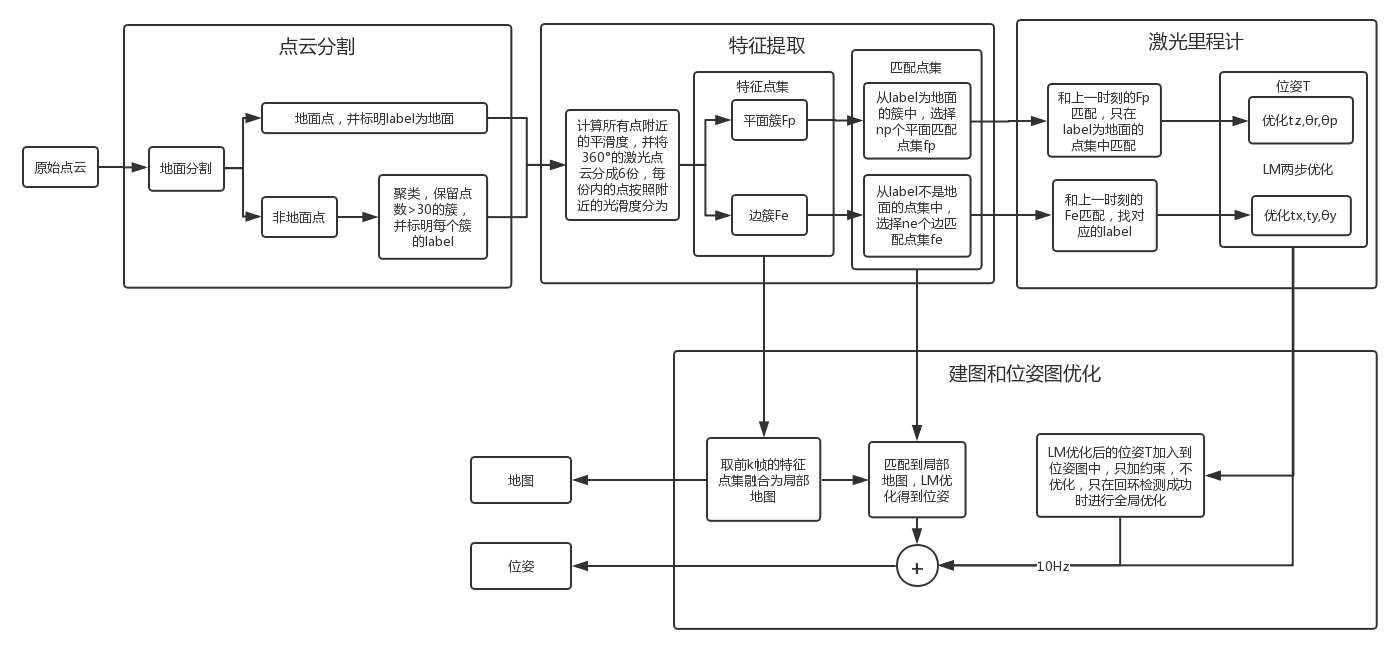 点云分割
原始点云
地面分割
地面点，并标明label为地面
非地面点
聚类，保留点
数>30的簇，
并标明每个簇
的label
特征提取
计算所有点附近
的平滑度，并将
360°的激光点
云分成6份，每
份内的点按照附
近的光滑度分为
特征点集
平面簇Fp
边簇Fe
匹配点集
从label为地面
的簇中，选择
np个平面匹配
点集fp
从label不是地
面的点集中，
选择ne个边匹
配点集fe
激光里程计
和上一时刻的Fp
匹配，只在
label为地面的
点集中匹配
和上一时刻的
Fe匹配，找对
应的label
位姿T
优化tz,θr,θp
LM两步优化
优化tx,ty,θy
建图和位姿图优化
地图
位姿
取前k帧的特征
点集融合为局部
地图
匹配到局部
地图，LM优
化得到位姿
LM优化后的位姿T加入到
位姿图中，只加约束，不
优化，只在回环检测成功
时进行全局优化
+
10Hz